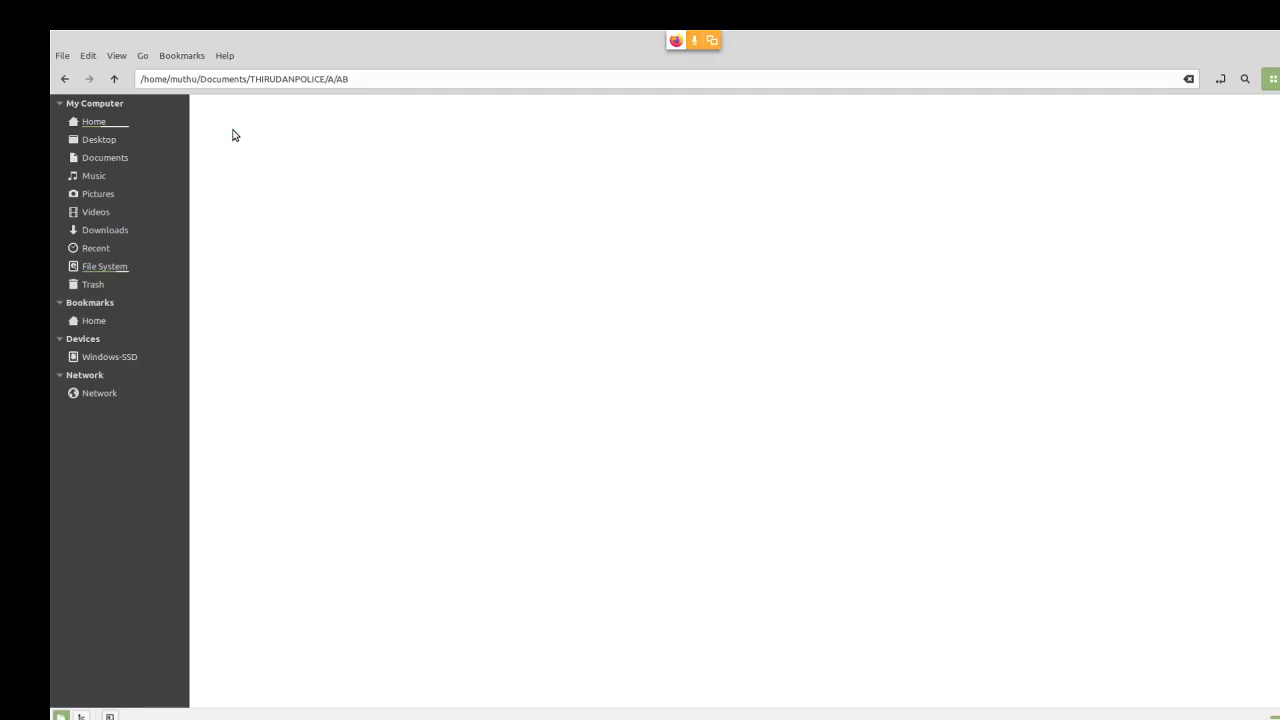 File Edit View Go Bookmarks Help
/home/muthu/Documents/THIRUDANPOLICE/A/AB
My Computer
Home
Desktop
Documents
Music
Pictures
Videos
Downloads
Recent
File System
Trash
Bookmarks
Home
Devices
Windows-SSD
Network
Network